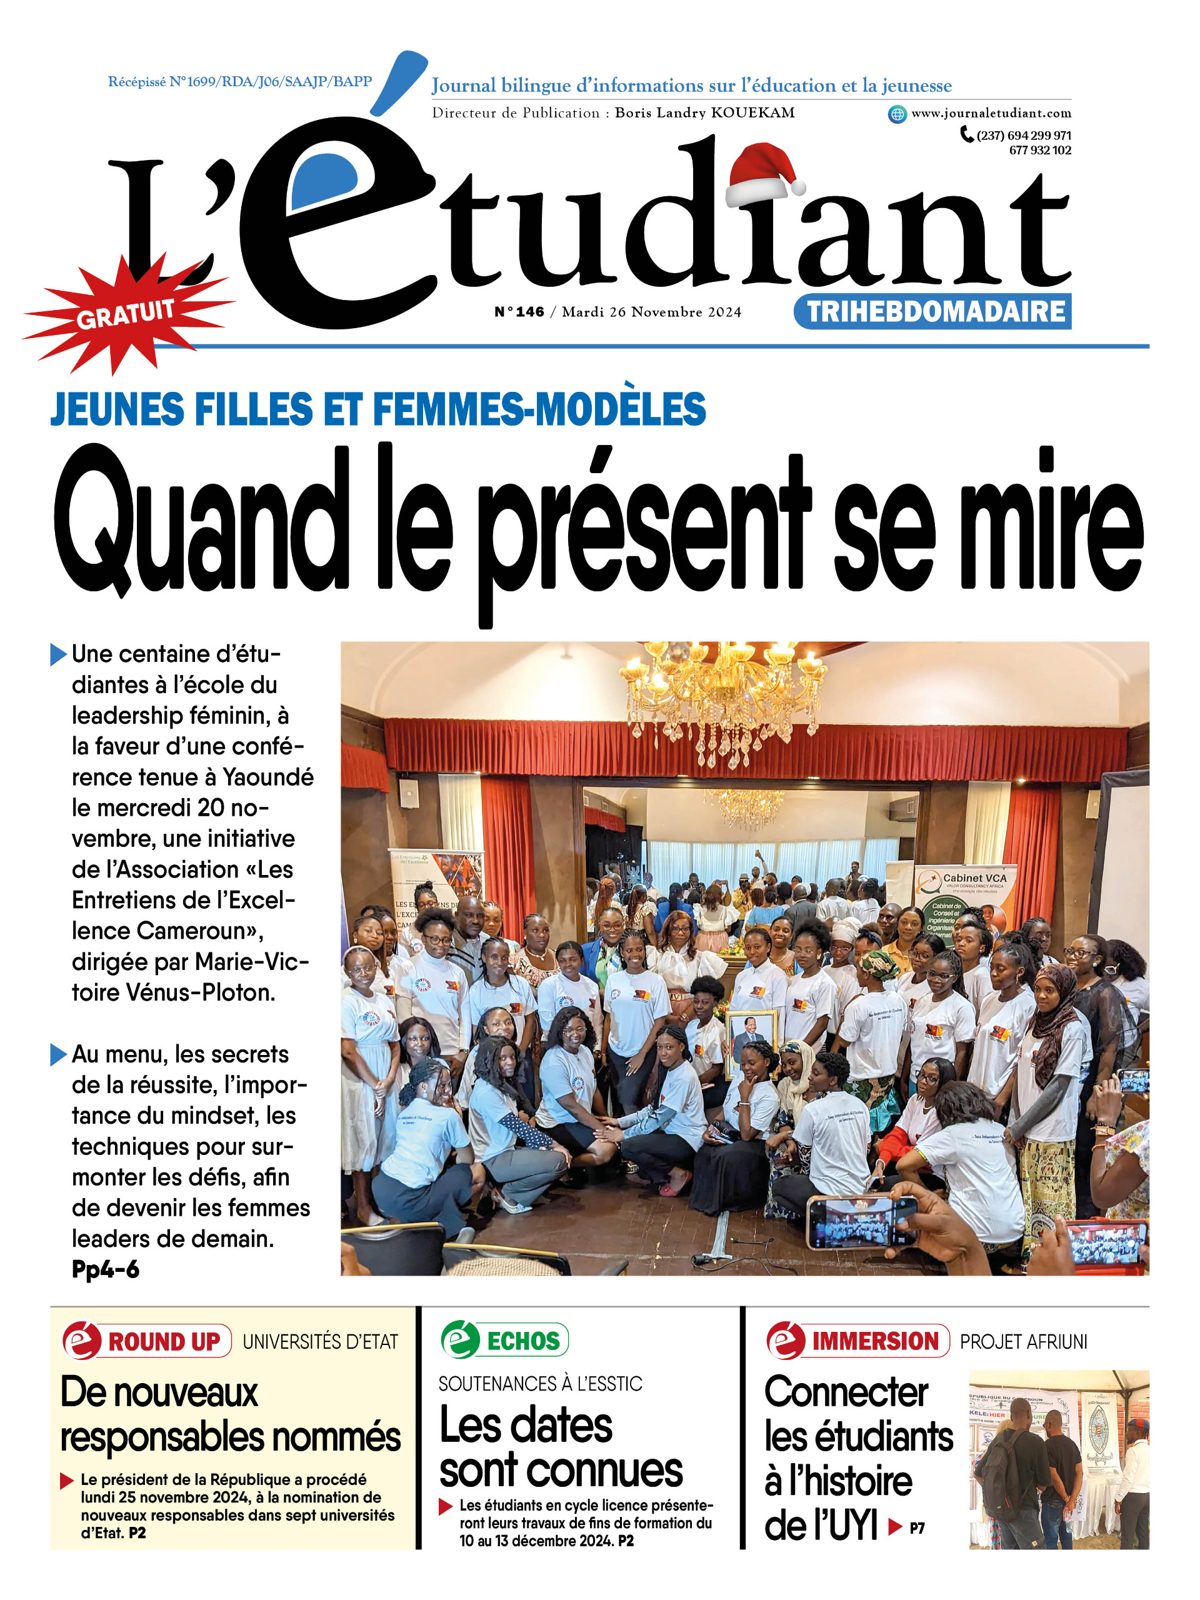 Récépissé N°1699/RDA/J06/SAAJP/BAPP
Journal bilingue d'informations sur l'éducation et la jeunesse
Directeur de Publication : Boris Landry KOUEKAM
www.journaletudiant.com
(237) 694 299 971
677 932 102
L'étudiant
GRATUIT
N°146 / Mardi 26 Novembre 2024
TRIHEBDOMADAIRE
JEUNES FILLES ET FEMMES-MODÈLES
Quand le présent se mire
Une centaine d'étu-
diantes à l'école du
leadership féminin, à
la faveur d'une confé-
rence tenue à Yaoundé
le mercredi 20 no-
vembre, une initiative
de l'Association «Les
Entretiens de l'Excel-
lence Cameroun»,
dirigée par Marie-Vic-
toire Vénus-Ploton.
Au menu, les secrets
de la réussite, l'impor-
tance du mindset, les
techniques pour sur-
monter les défis, afin
de devenir les femmes
leaders de demain.
Pp4-6
Cabinet VCA
VALOR CONSULTANCY AFRICA
Cabinet de
Conseil et
é ROUND UP UNIVERSITÉS D'ETAT
De nouveaux
responsables nommés
Le président de la République a procédé
lundi 25 novembre 2024, à la nomination de
nouveaux responsables dans sept universités
d'Etat. P2
é ECHOS
SOUTENANCES À L'ESSTIC
Les dates
sont connues
Les étudiants en cycle licence présente-
ront leurs travaux de fins de formation du
10 au 13 décembre 2024. P2
é IMMERSION PROJET AFRIUNI
Connecter
les étudiants
à l'histoire
de l'UYI P7